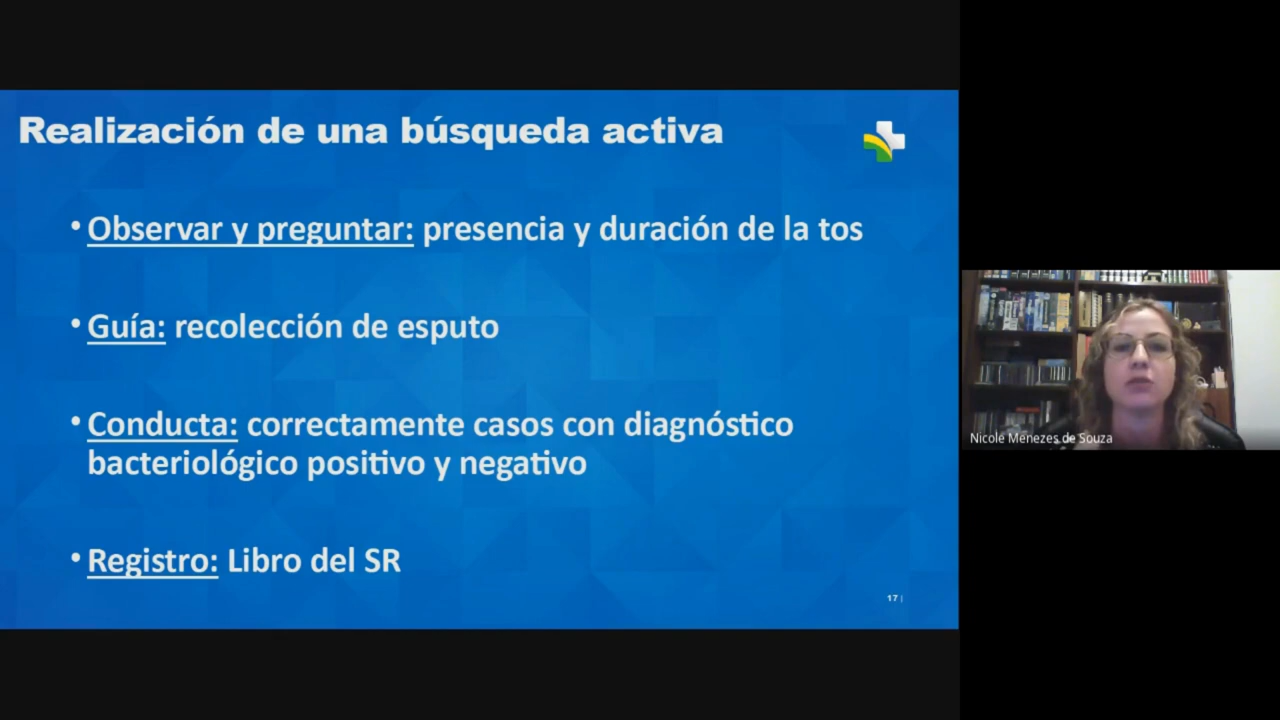 Realización de una búsqueda activa
• Observar y preguntar: presencia y duración de la tos
• Guía: recolección de esputo
• Conducta: correctamente casos con diagnóstico
bacteriológico positivo y negativo
• Registro: Libro del SR
17 |
Nicole Menezes de Souza